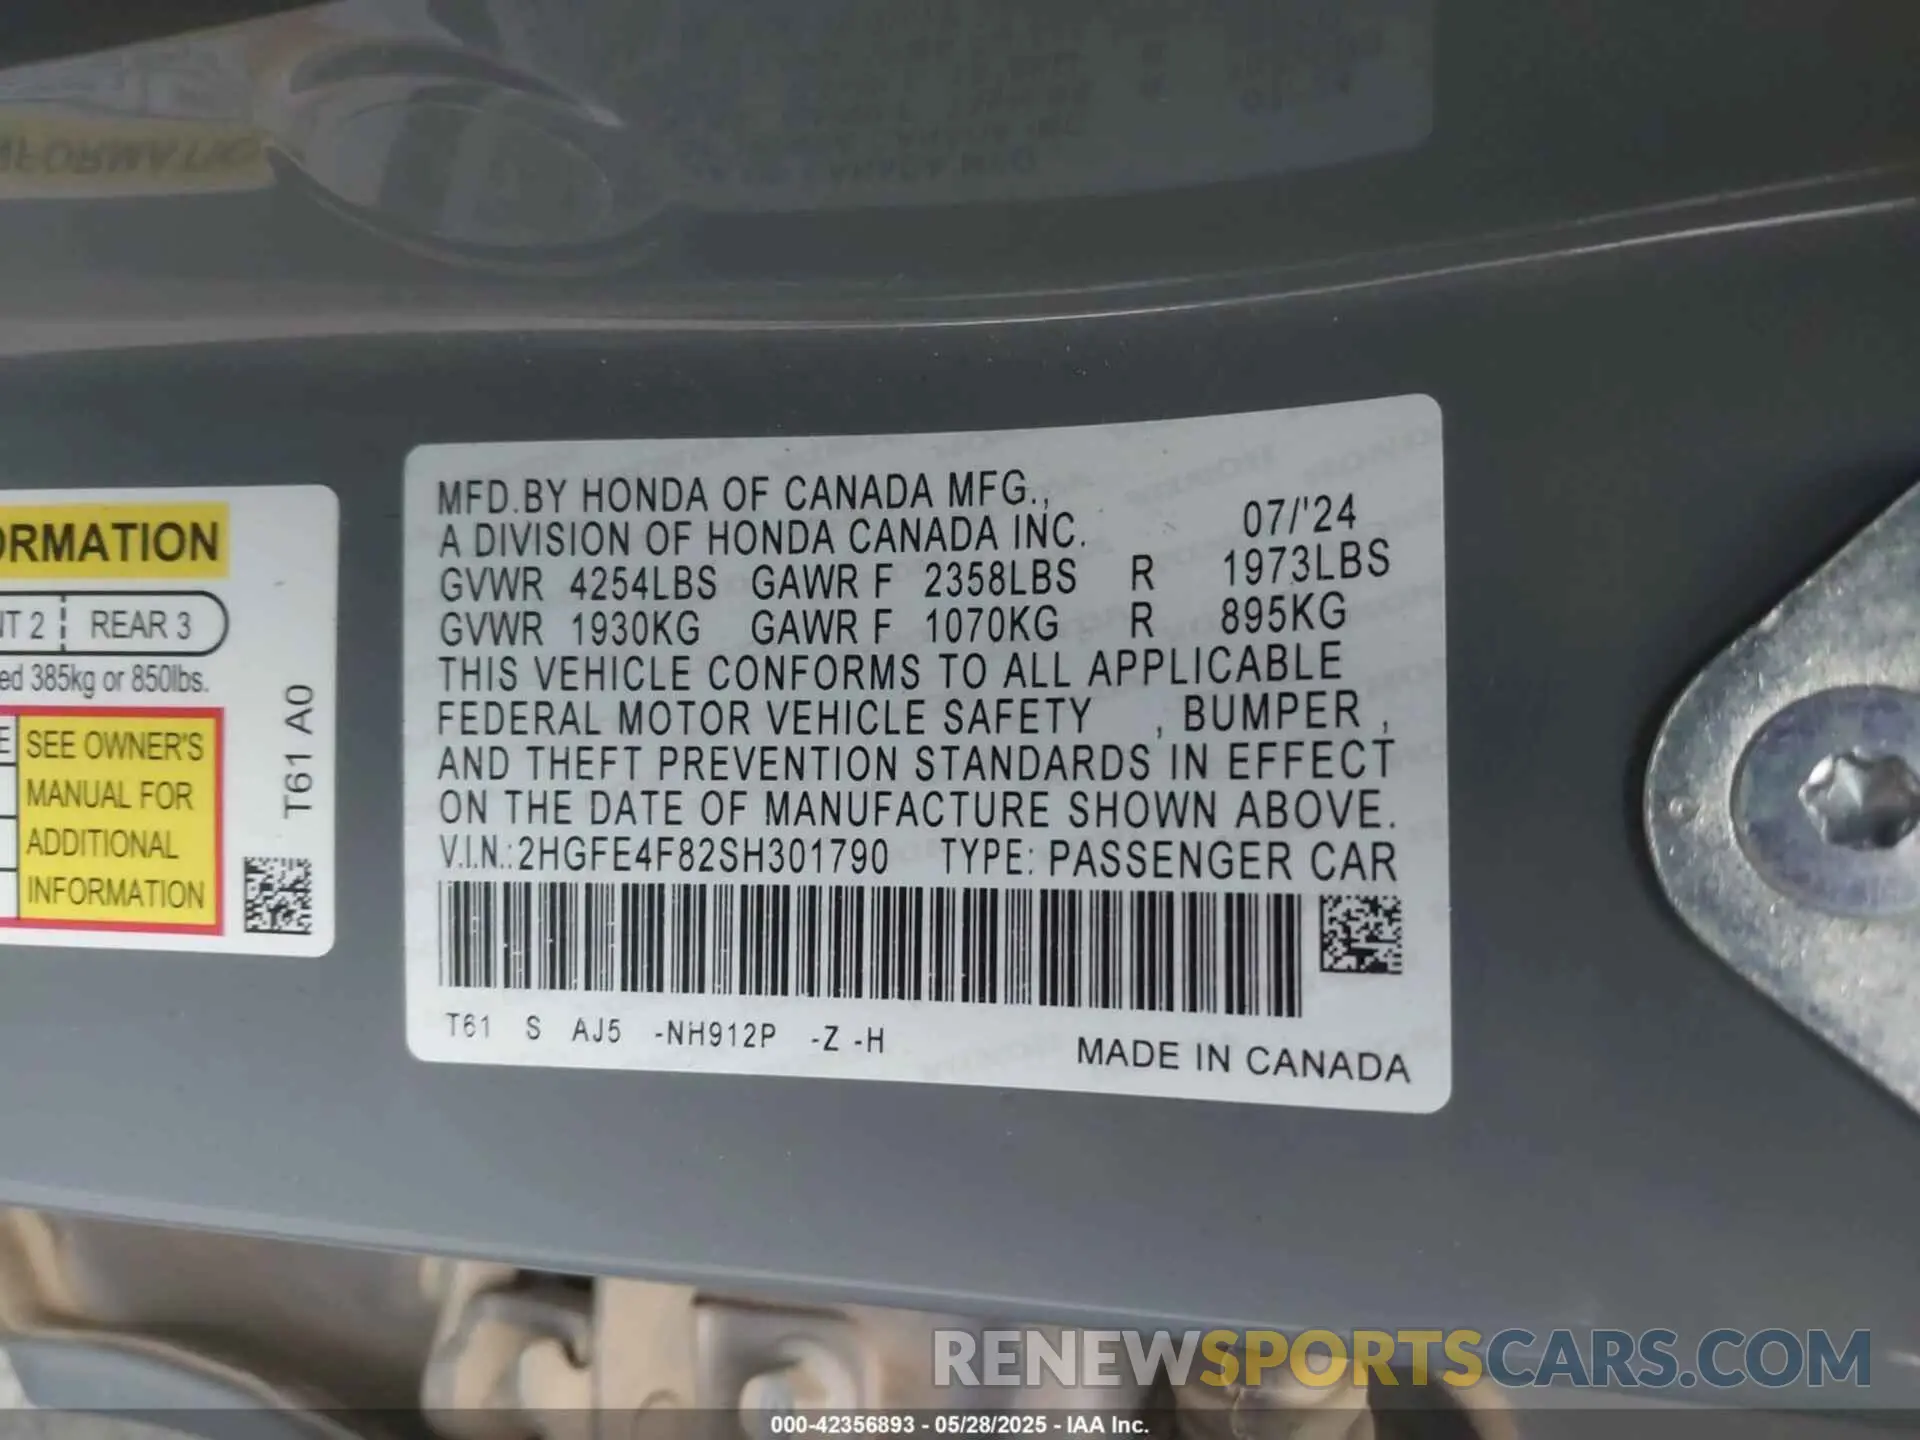 ORMATION
NT 2 REAR 3
ed 385kg or 850lbs.
E
SEE OWNER'S
MANUAL FOR
ADDITIONAL
INFORMATION
T61 A0
MFD.BY HONDA OF CANADA MFG.,
A DIVISION OF HONDA CANADA INC. 07/'24
GVWR 4254LBS GAWR F 2358LBS R 1973LBS
GVWR 1930KG GAWR F 1070KG R 895KG
THIS VEHICLE CONFORMS TO ALL APPLICABLE
FEDERAL MOTOR VEHICLE SAFETY , BUMPER ,
AND THEFT PREVENTION STANDARDS IN EFFECT
ON THE DATE OF MANUFACTURE SHOWN ABOVE.
V.I.N.: 2HGFE4F82SH301790 TYPE: PASSENGER CAR
T61 S AJ5 -NH912P -Z -H
MADE IN CANADA
RENEWSPORTSCARS.COM
000-42356893 - 05/28/2025 - IAA Inc.